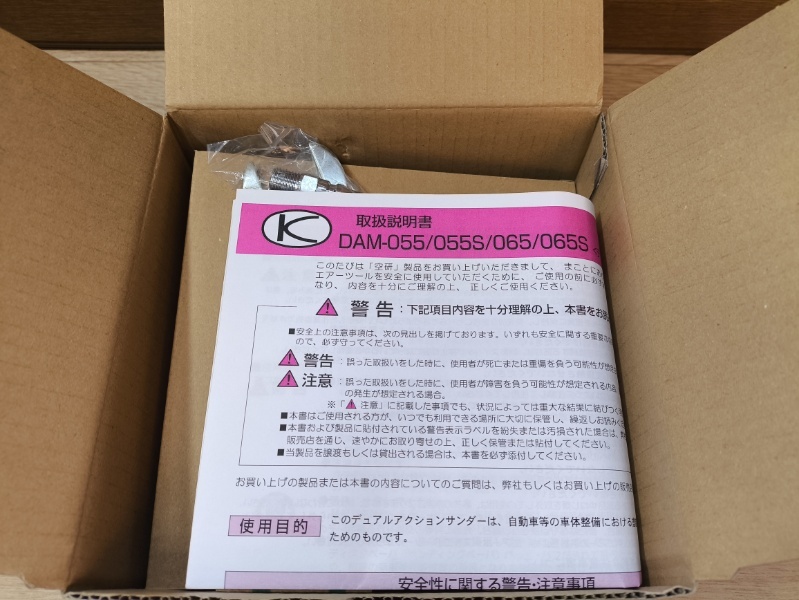 K
取扱説明書
DAM-055/055S/065/065S
このたびは「空研」製品をお買い上げいただきまして、まことに
エアーツールを安全に使用していただくために、ご使用の前に
なり、内容を十分にご理解の上、正しくご使用ください。
警告：下記項目内容を十分理解の上、本書をお読
■安全上の注意事項は、次の見出しを掲げております。いずれも安全に関する重要な
ので、必ず守ってください。
警告：誤った取扱いをした時に、使用者が死亡または重傷を負う可能性が想定
注意：誤った取扱いをした時に、使用者が障害を負う可能性が想定される
の発生が想定される場合。
※「注意」に記載した事項でも、状況によっては重大な結果に結びつく
■本書はご使用される方が、いつでも利用できる場所に大切に保管し、繰返しお読み
■本書および製品に貼付されている警告表示ラベルを紛失または汚損された場合は、
販売店を通じ、速やかにお取り寄せの上、正しく保管または貼付してください。
■当製品を譲渡もしくは貸出される場合は、本書を必ず添付してください。
お買い上げの製品または本書の内容についてのご質問は、弊社もしくはお買い上げの販売
使用目的
このデュアルアクションサンダーは、自動車等の車体整備における
ためのものです。
安全性に関する警告・注意事項